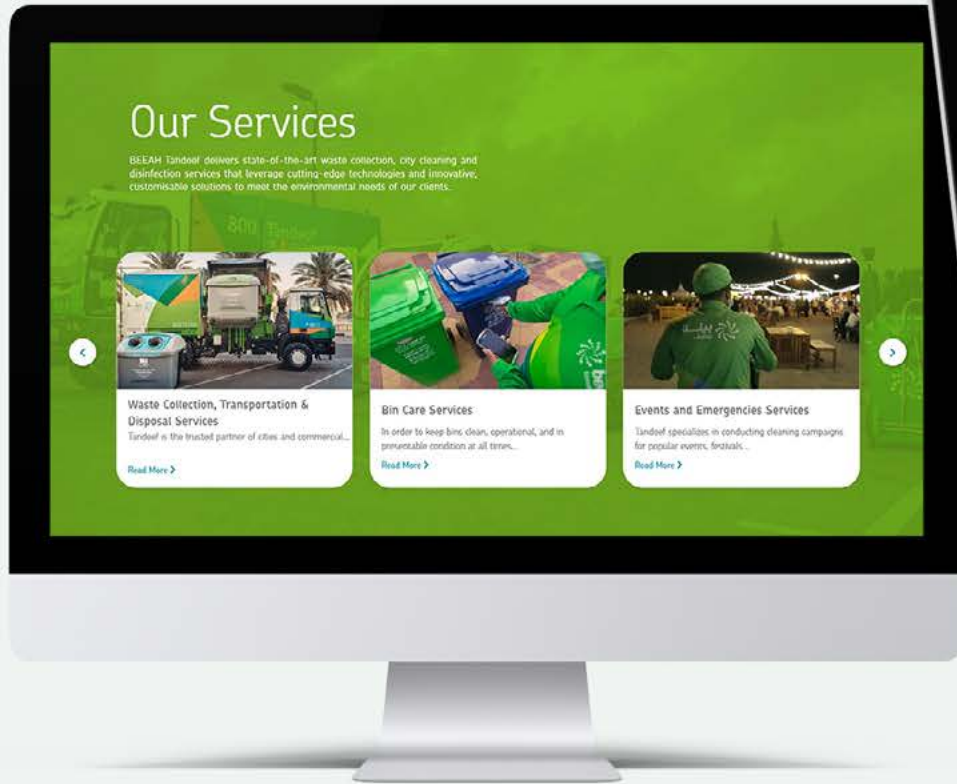 Our Services
BEEAH Tandeef delivers state-of-the-art waste collection, city cleaning and
disinfection services that leverage cutting-edge technologies and innovative,
customisable solutions to meet the environmental needs of our clients.
800 Tandeef
Waste Collection, Transportation &
Disposal Services
Tandeef is the trusted partner of cities and commercial...
Read More
Bin Care Services
In order to keep bins clean, operational, and in
presentable condition at all times...
Read More
Events and Emergencies Services
Tandeef specializes in conducting cleaning campaigns
for popular events, festivals...
Read More